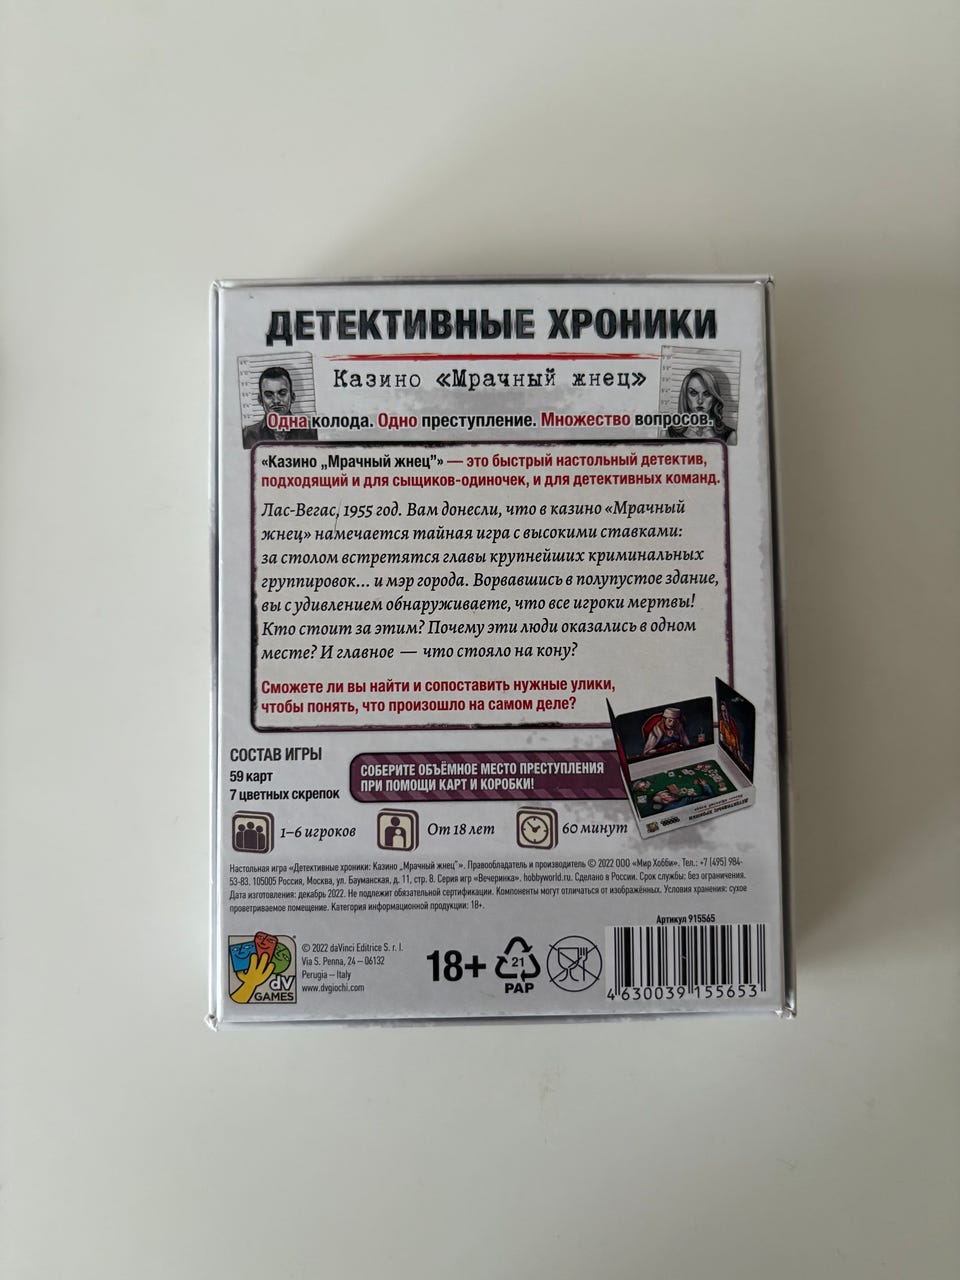 ДЕТЕКТИВНЫЕ ХРОНИКИ
Казино «Мрачный жнец»
Одна колода. Одно преступление. Множество вопросов.
«Казино „Мрачный жнец”» — это быстрый настольный детектив,
подходящий и для сыщиков-одиночек, и для детективных команд.
Лас-Вегас, 1955 год. Вам донесли, что в казино «Мрачный
жнец» намечается тайная игра с высокими ставками:
за столом встретятся главы крупнейших криминальных
группировок... и мэр города. Ворвавшись в полупустое здание,
вы с удивлением обнаруживаете, что все игроки мертвы!
Кто стоит за этим? Почему эти люди оказались в одном
месте? И главное — что стояло на кону?
Сможете ли вы найти и сопоставить нужные улики,
чтобы понять, что произошло на самом деле?
СОСТАВ ИГРЫ
59 карт
7 цветных скрепок
СОБЕРИТЕ ОБЪЁМНОЕ МЕСТО ПРЕСТУПЛЕНИЯ
ПРИ ПОМОЩИ КАРТ И КОРОБКИ!
ДЕТЕКТИВНЫЕ ХРОНИКИ
1–6 игроков
От 18 лет
60 минут
Настольная игра «Детективные хроники: Казино „Мрачный жнец”». Правообладатель и производитель © 2022 ООО «Мир Хобби». Тел.: +7 (495) 984-
53-83. 105005 Россия, Москва, ул. Бауманская, д. 11, стр. 8. Серия игр «Вечеринка». hobbyworld.ru. Сделано в России. Срок службы: без ограничения.
Дата изготовления: декабрь 2022. Не подлежит обязательной сертификации. Компоненты могут отличаться от изображённых. Условия хранения: сухое
проветриваемое помещение. Категория информационной продукции: 18+.
Артикул 915565
dV
GAMES
© 2022 daVinci Editrice S. r. l.
Via S. Penna, 24 – 06132
Perugia – Italy
www.dvgiochi.com
18+
21
PAP
4 630039 155653